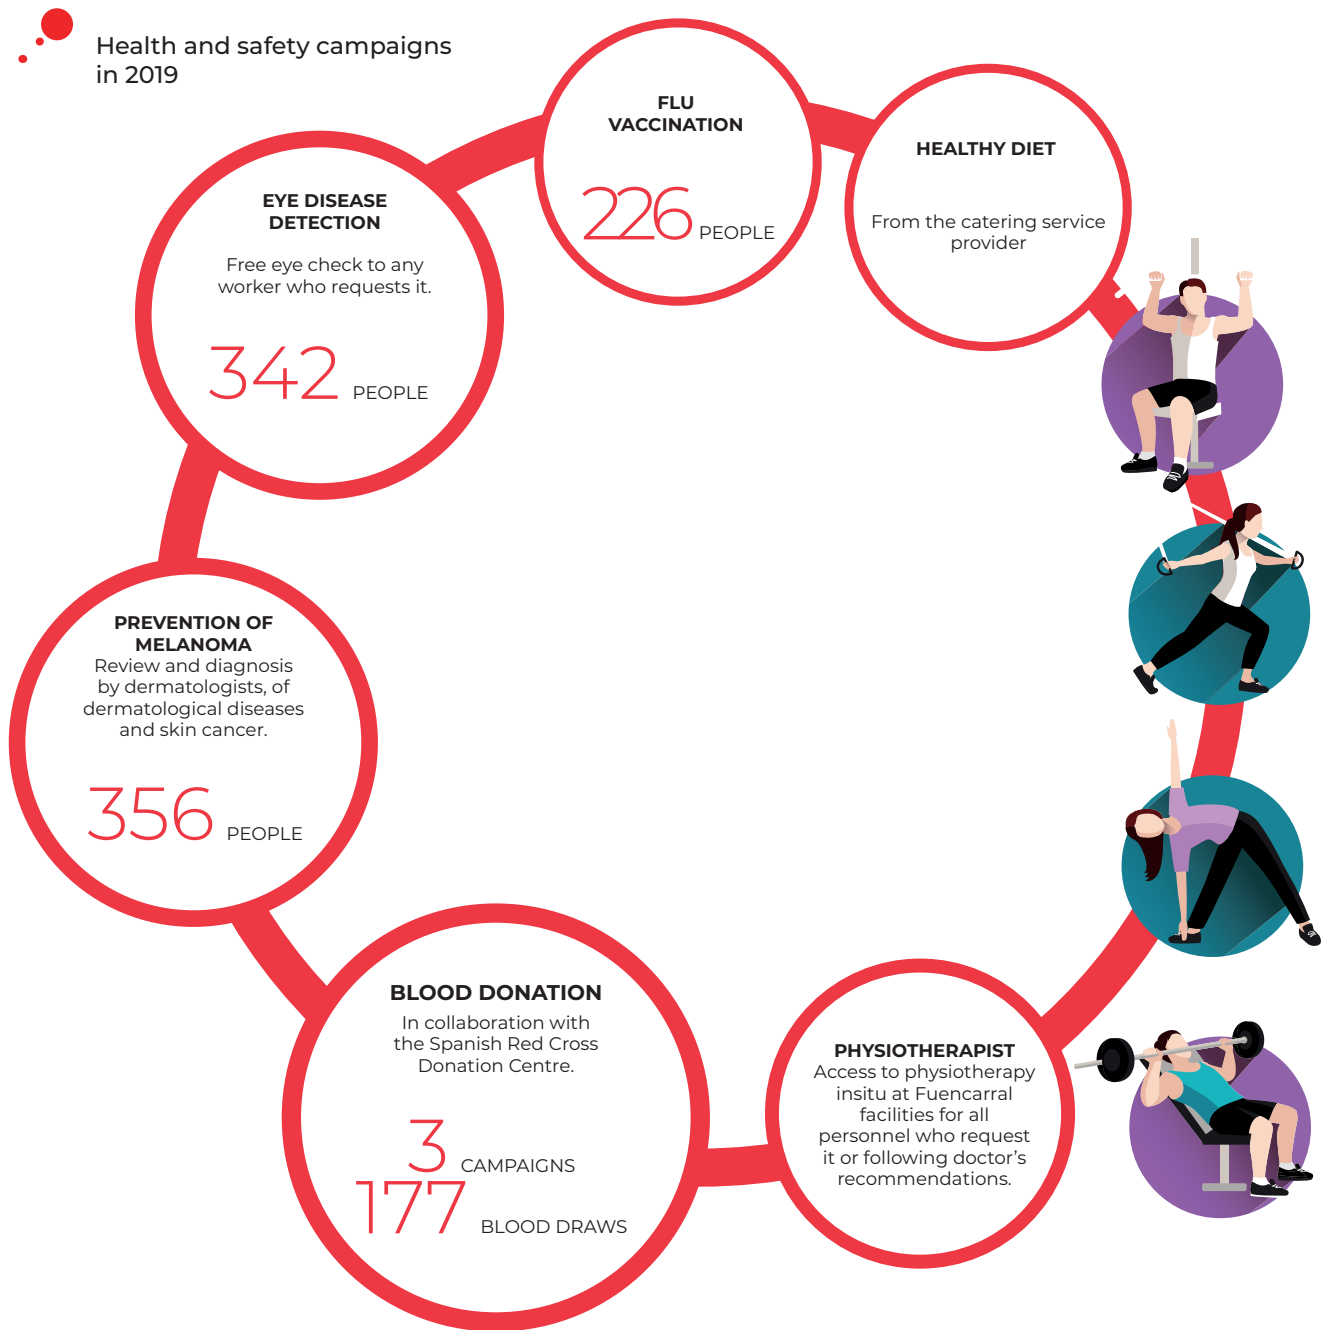 Health and safety campaigns
in 2019
FLU
VACCINATION
226 PEOPLE
HEALTHY DIET
From the catering service
provider
EYE DISEASE
DETECTION
Free eye check to any
worker who requests it.
342 PEOPLE
PREVENTION OF
MELANOMA
Review and diagnosis
by dermatologists, of
dermatological diseases
and skin cancer.
356 PEOPLE
BLOOD DONATION
In collaboration with
the Spanish Red Cross
Donation Centre.
3 CAMPAIGNS
177 BLOOD DRAWS
PHYSIOTHERAPIST
Access to physiotherapy
insitu at Fuencarral
facilities for all
personnel who request
it or following doctor’s
recommendations.